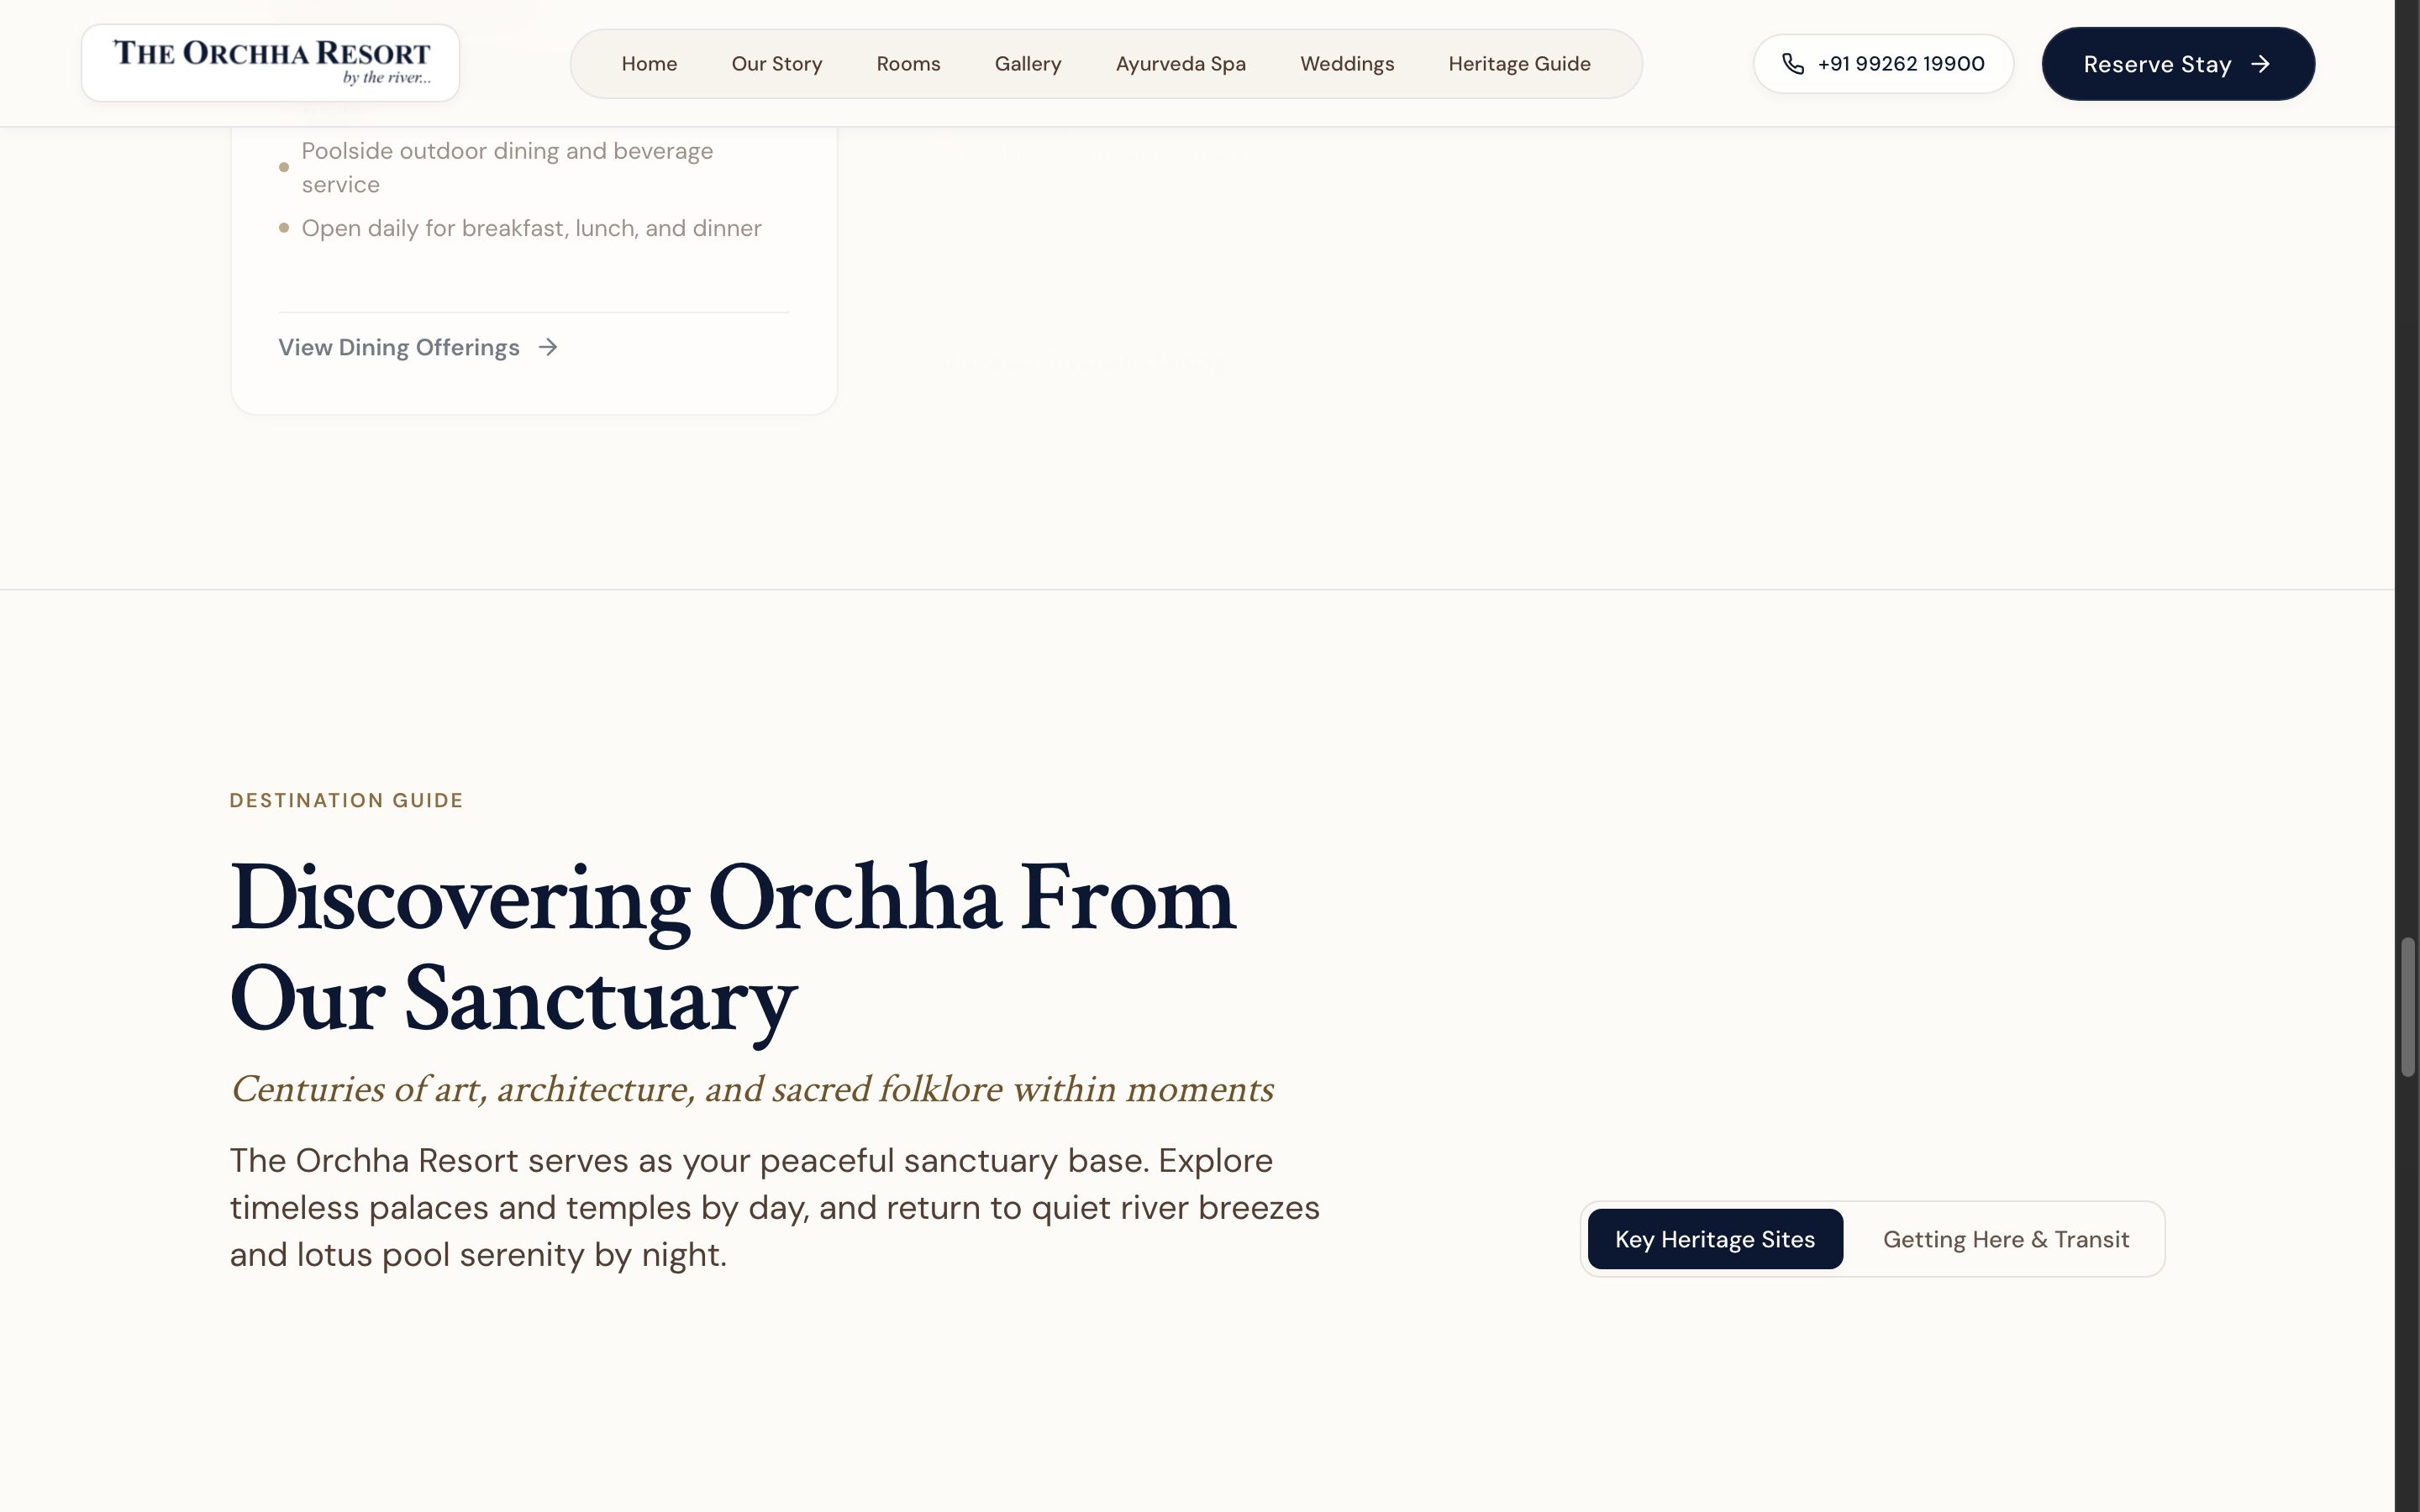 THE ORCHHA RESORT
by the river...
Home
Our Story
Rooms
Gallery
Ayurveda Spa
Weddings
Heritage Guide
+91 99262 19900
Reserve Stay
Poolside outdoor dining and beverage
service
Open daily for breakfast, lunch, and dinner
View Dining Offerings
DESTINATION GUIDE
Discovering Orchha From
Our Sanctuary
Centuries of art, architecture, and sacred folklore within moments
The Orchha Resort serves as your peaceful sanctuary base. Explore
timeless palaces and temples by day, and return to quiet river breezes
and lotus pool serenity by night.
Key Heritage Sites
Getting Here & Transit